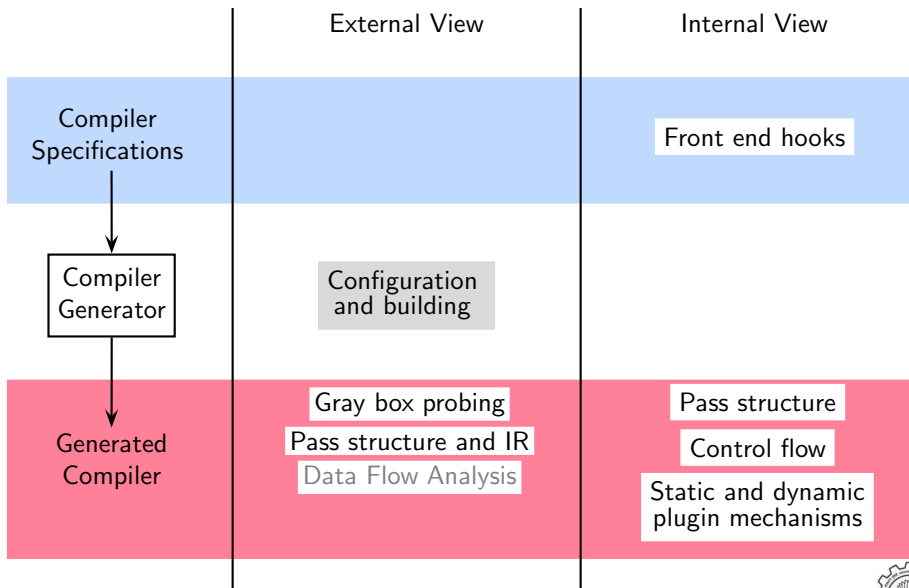 External View
Internal View
Compiler
Specifications
Front end hooks
Compiler
Generator
Configuration
and building
Generated
Compiler
Gray box probing
Pass structure and IR
Data Flow Analysis
Pass structure
Control flow
Static and dynamic
plugin mechanisms